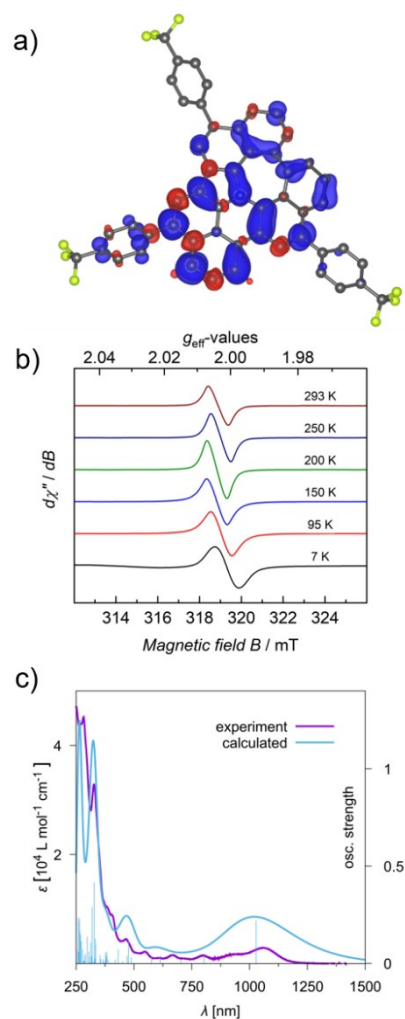 a)
b)
g_eff-values
2.04 2.02 2.00 1.98
293 K
250 K
200 K
150 K
95 K
7 K
dχ" / dB
314 316 318 320 322 324
Magnetic field B / mT
c)
experiment
calculated
4
2
ε [10⁴ L mol⁻¹ cm⁻¹]
1
0.5
0
osc. strength
250 500 750 1000 1250 1500
λ [nm]